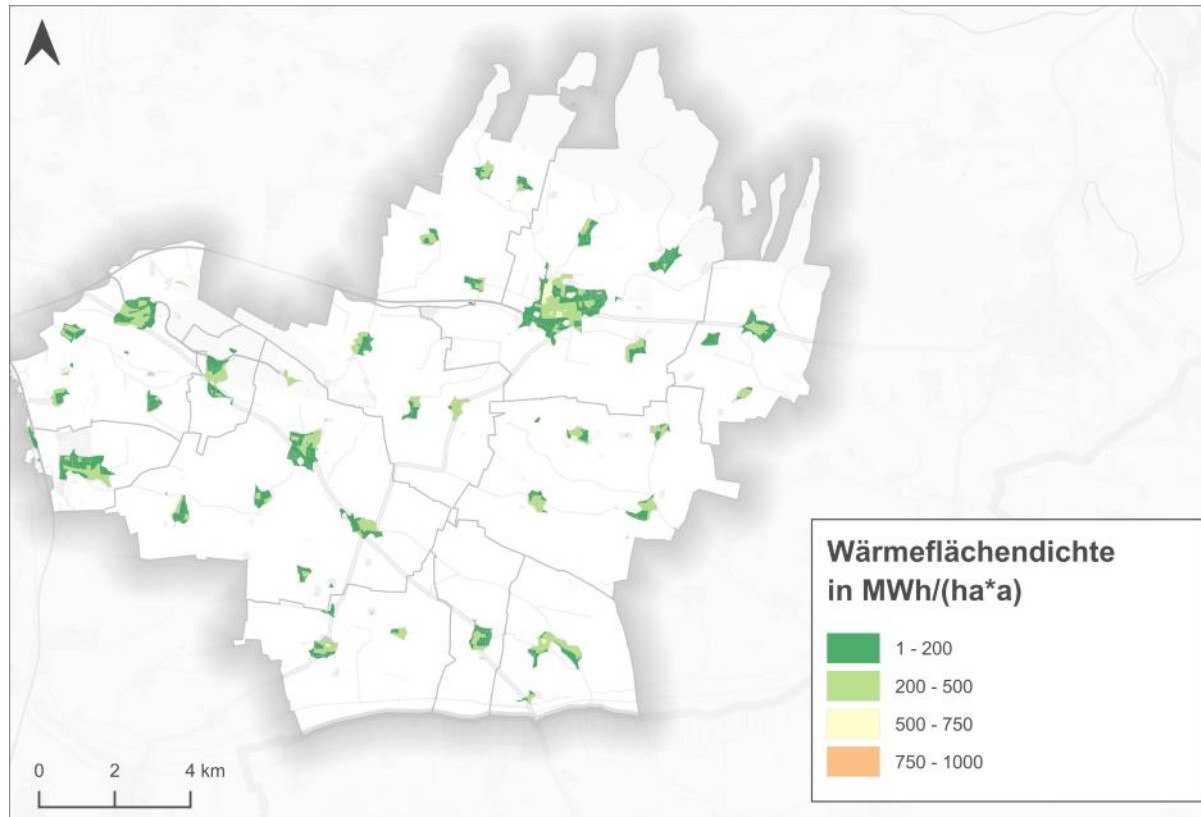 Wärmeflächendichte
in MWh/(ha*a)
1 - 200
200 - 500
500 - 750
750 - 1000
0 2 4 km